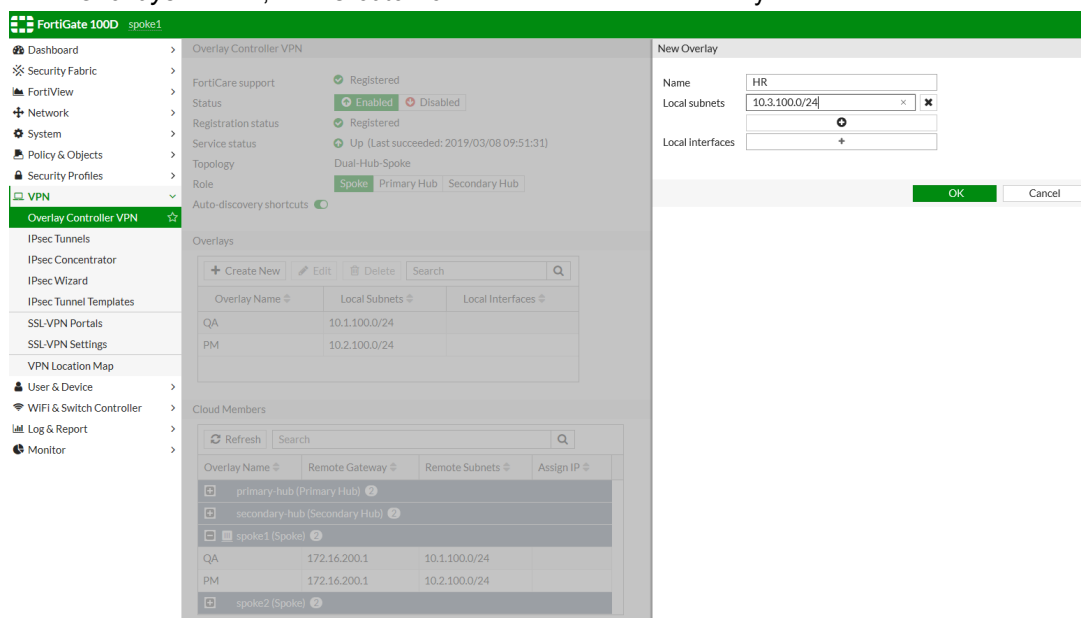 FortiGate 100D spoke1
Dashboard
Security Fabric
FortiView
Network
System
Policy & Objects
Security Profiles
VPN
Overlay Controller VPN
IPsec Tunnels
IPsec Concentrator
IPsec Wizard
IPsec Tunnel Templates
SSL-VPN Portals
SSL-VPN Settings
VPN Location Map
User & Device
WiFi & Switch Controller
Log & Report
Monitor
Overlay Controller VPN
FortiCare support Registered
Status Enabled Disabled
Registration status Registered
Service status Up (Last succeeded: 2019/03/08 09:51:31)
Topology Dual-Hub-Spoke
Role Spoke Primary Hub Secondary Hub
Auto-discovery shortcuts
Overlays
+ Create New Edit Delete Search
Overlay Name Local Subnets Local Interfaces
QA 10.1.100.0/24
PM 10.2.100.0/24
Cloud Members
Refresh Search
Overlay Name Remote Gateway Remote Subnets Assign IP
primary-hub (Primary Hub) 2
secondary-hub (Secondary Hub) 2
spoke1 (Spoke) 2
QA 172.16.200.1 10.1.100.0/24
PM 172.16.200.1 10.2.100.0/24
spoke2 (Spoke) 2
New Overlay
Name HR
Local subnets 10.3.100.0/24
Local interfaces +
OK Cancel